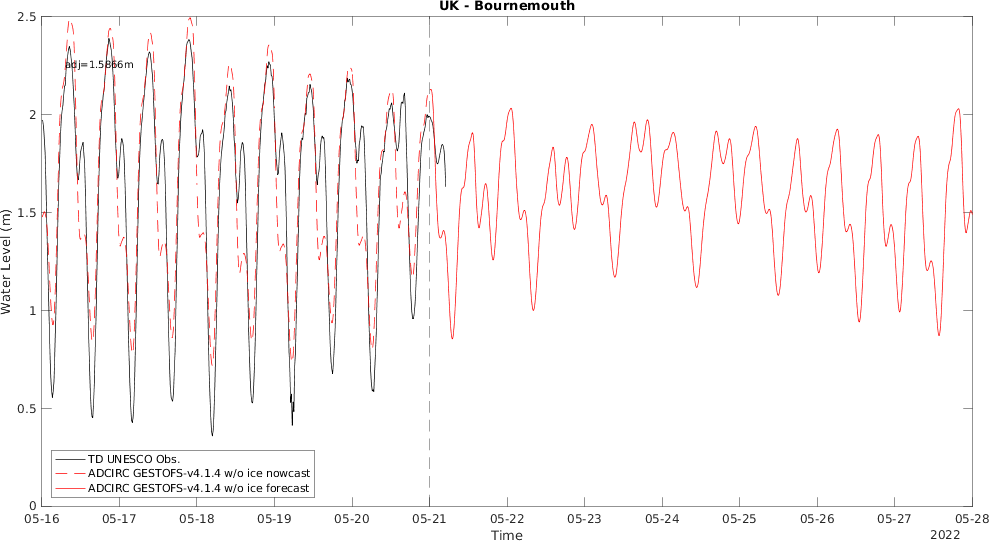 UK - Bournemouth
2.5
adj=1.5866m
2
1.5
Water Level (m)
1
0.5
TD UNESCO Obs.
ADCIRC GESTOFS-v4.1.4 w/o ice nowcast
ADCIRC GESTOFS-v4.1.4 w/o ice forecast
0
05-16 05-17 05-18 05-19 05-20 05-21 05-22 05-23 05-24 05-25 05-26 05-27 05-28
Time
2022